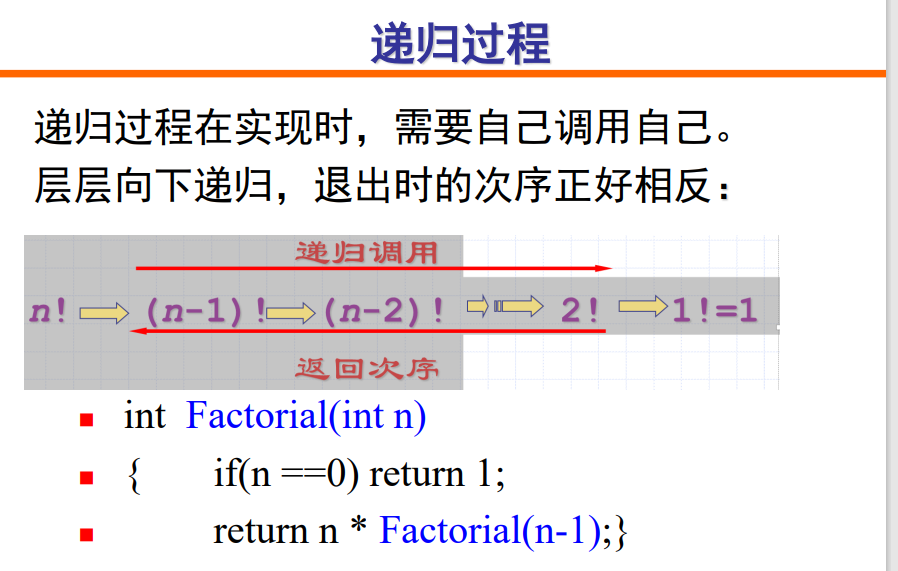 递归过程
递归过程在实现时，需要自己调用自己。
层层向下递归，退出时的次序正好相反：
递归调用
n! (n-1)! (n-2)! 2! 1!=1
返回次序
int Factorial(int n)
{ if(n ==0) return 1;
return n * Factorial(n-1);}